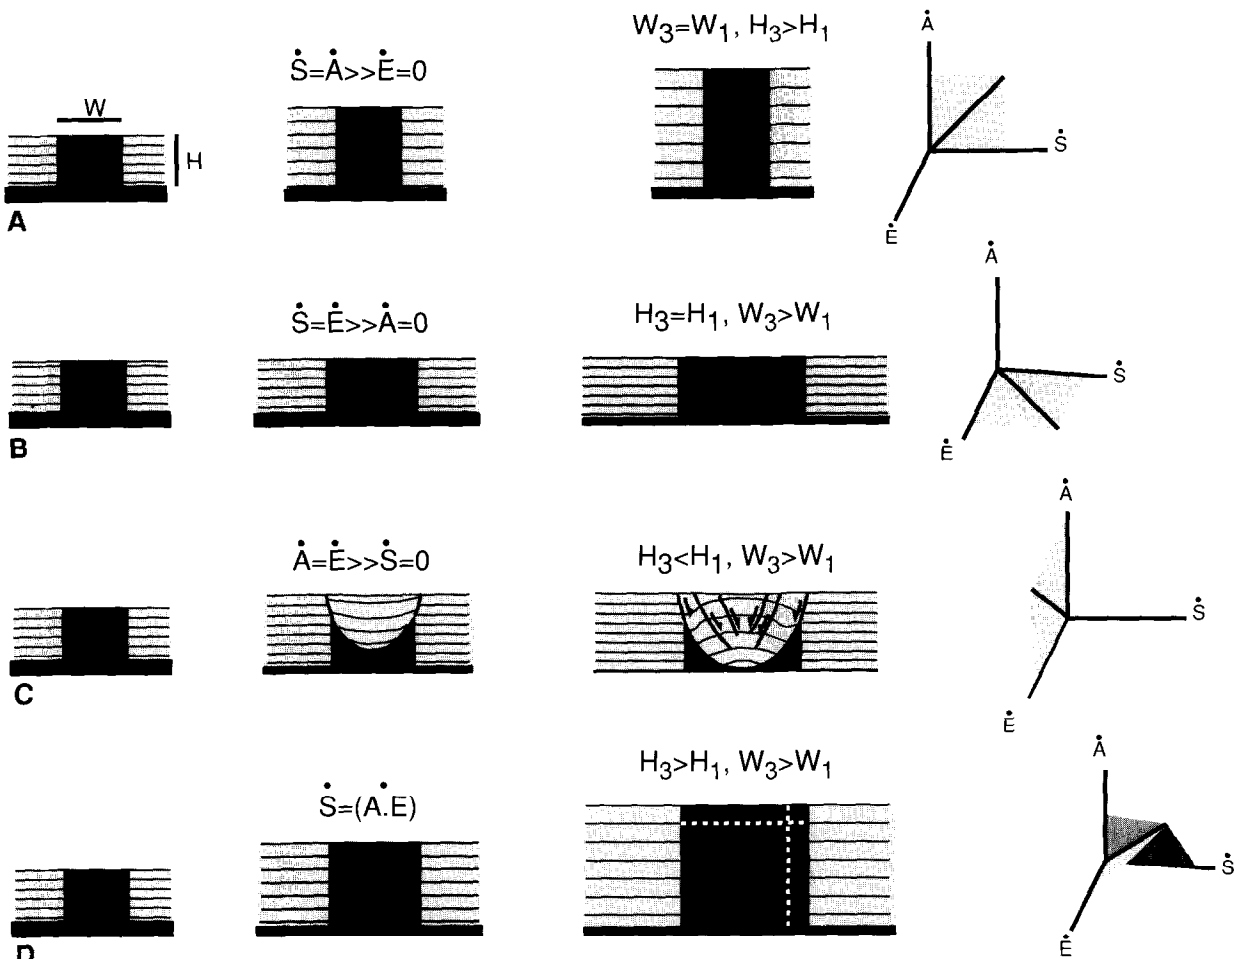 Ṡ=Ȧ>>Ė=0
W₃=W₁, H₃>H₁
Ȧ
W
H
Ṡ
Ė
A
Ṡ=Ė>>Ȧ=0
H₃=H₁, W₃>W₁
Ȧ
Ṡ
Ė
B
Ȧ=Ė>>Ṡ=0
H₃<H₁, W₃>W₁
Ȧ
Ṡ
Ė
C
Ṡ=(Ȧ.E)
H₃>H₁, W₃>W₁
Ȧ
Ṡ
Ė
D